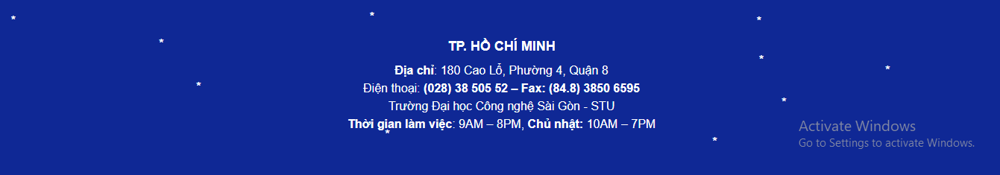 TP. HỒ CHÍ MINH
Địa chỉ: 180 Cao Lỗ, Phường 4, Quận 8
Điện thoại: (028) 38 505 52 – Fax: (84.8) 3850 6595
Trường Đại học Công nghệ Sài Gòn - STU
Thời gian làm việc: 9AM – 8PM, Chủ nhật: 10AM – 7PM
Activate Windows
Go to Settings to activate Windows.